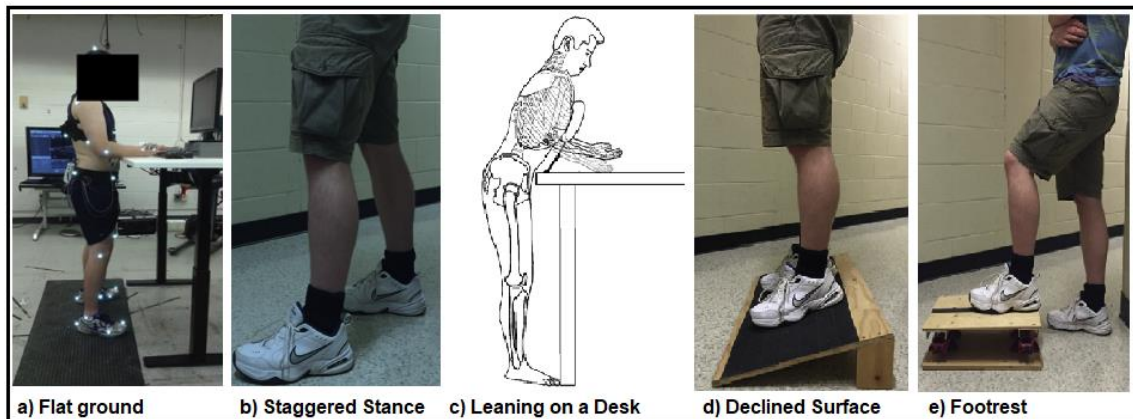 a) Flat ground
b) Staggered Stance
c) Leaning on a Desk
d) Declined Surface
e) Footrest